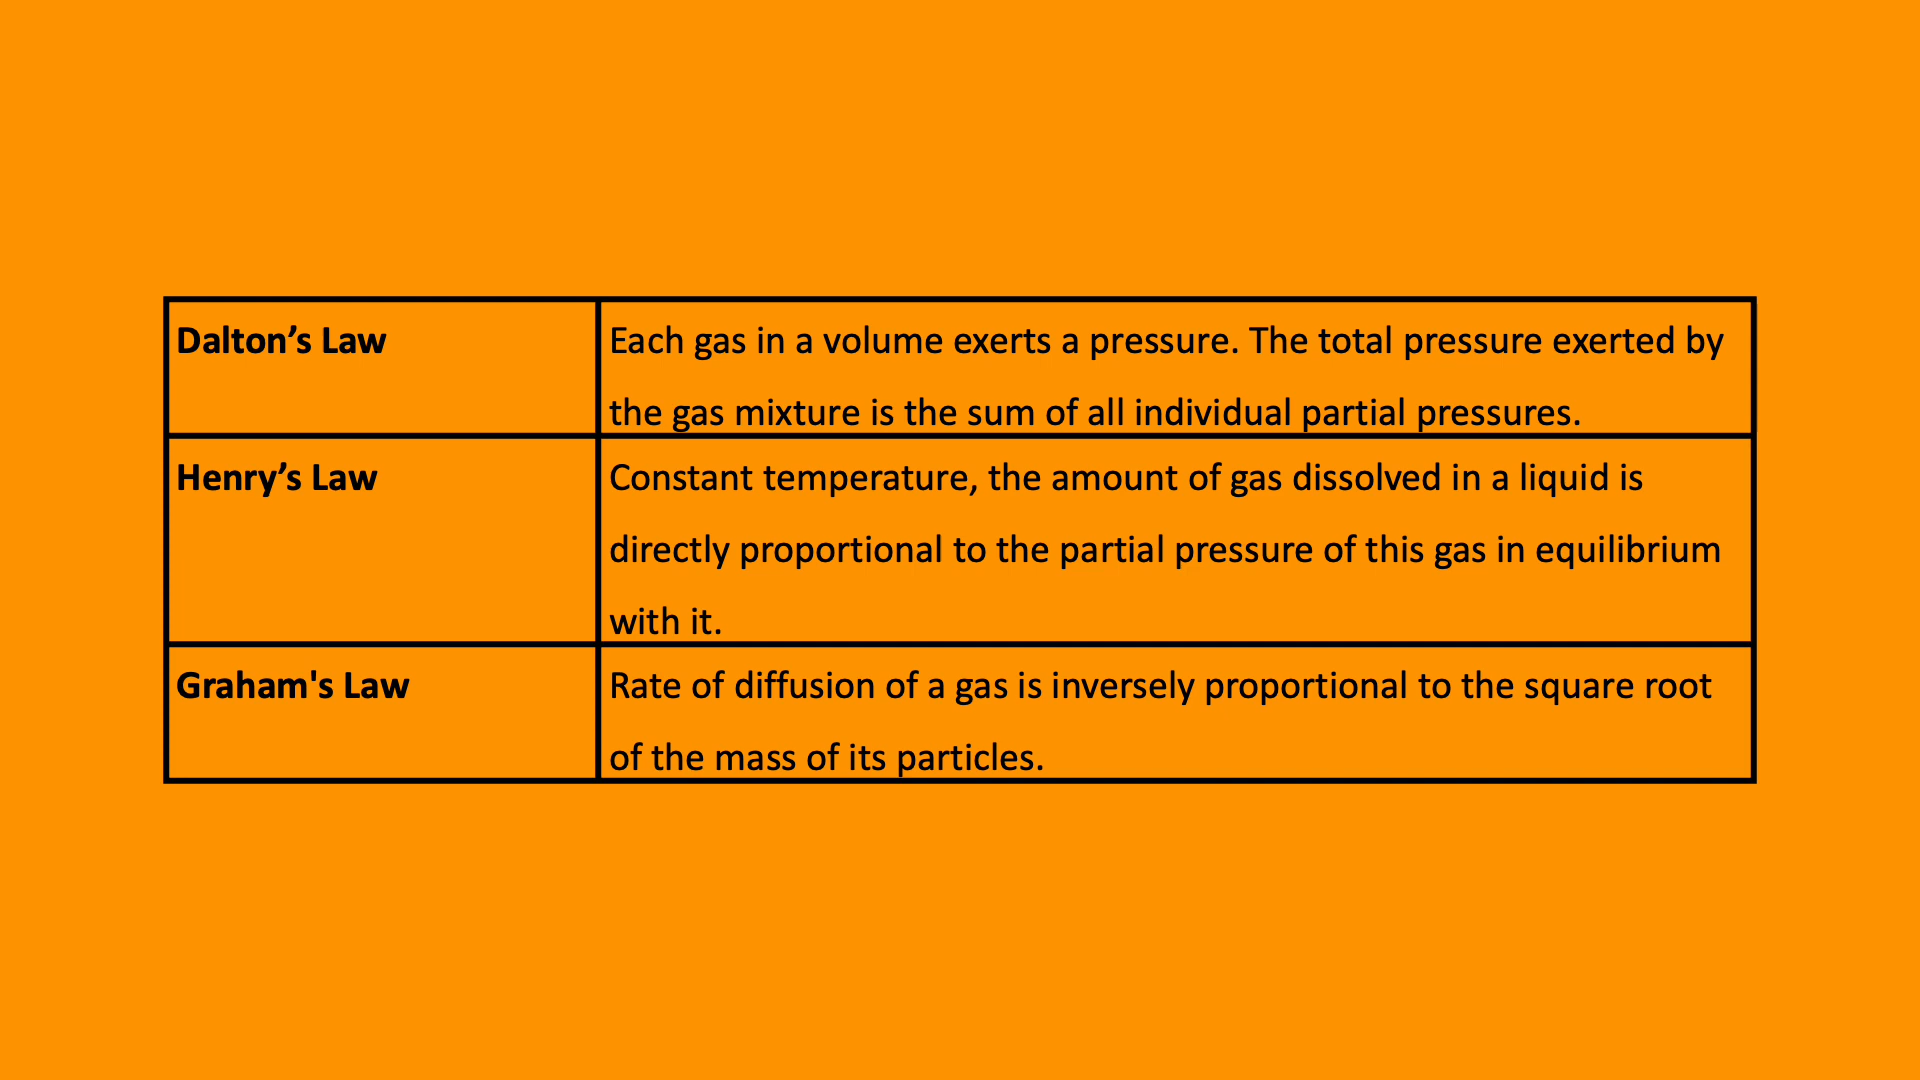 Dalton’s Law
Each gas in a volume exerts a pressure. The total pressure exerted by
the gas mixture is the sum of all individual partial pressures.
Henry’s Law
Constant temperature, the amount of gas dissolved in a liquid is
directly proportional to the partial pressure of this gas in equilibrium
with it.
Graham's Law
Rate of diffusion of a gas is inversely proportional to the square root
of the mass of its particles.